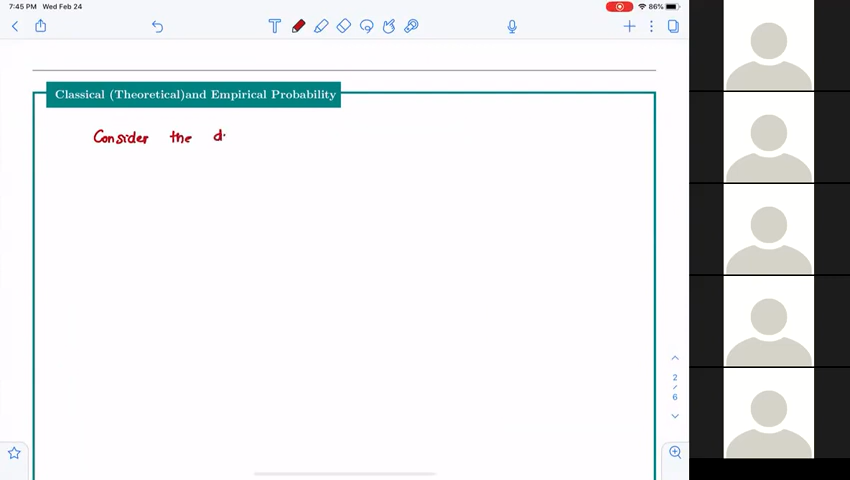 7:45 PM Wed Feb 24
86%
T
Classical (Theoretical)and Empirical Probability
Consider the d
2
6